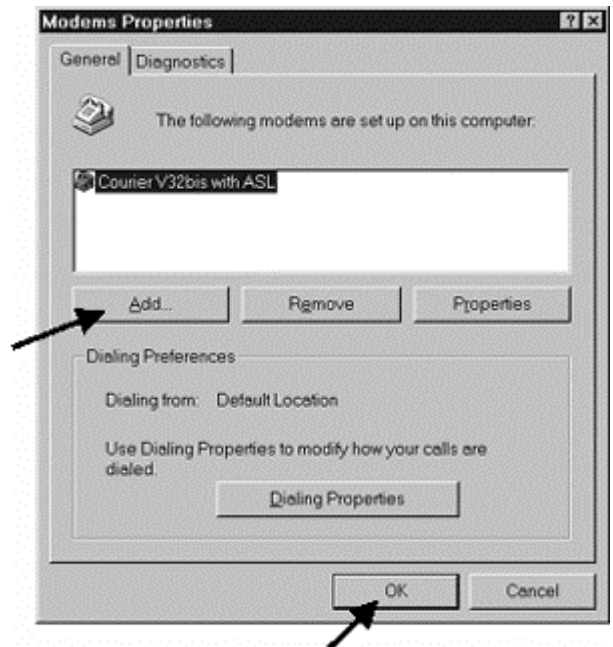 Modems Properties
General Diagnostics
The following modems are set up on this computer:
Courier V32bis with ASL
Add... Remove Properties
Dialing Preferences
Dialing from: Default Location
Use Dialing Properties to modify how your calls are
dialed.
Dialing Properties
OK Cancel